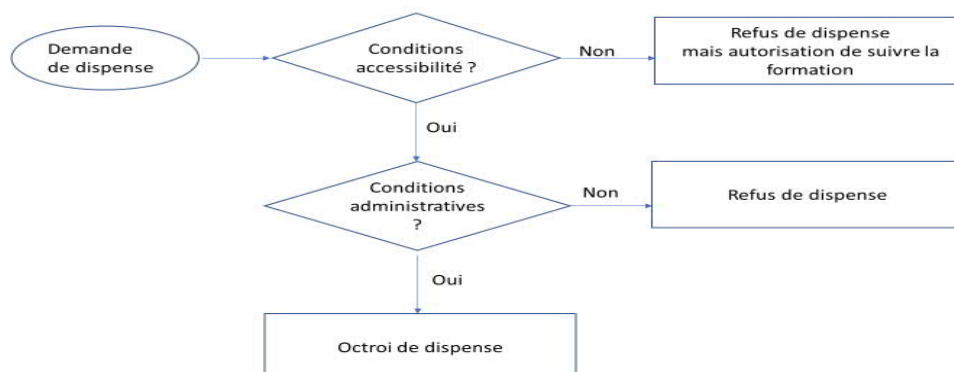 Demande
de dispense
Conditions
accessibilité ?
Non
Refus de dispense
mais autorisation de suivre la
formation
Oui
Conditions
administratives
?
Non
Refus de dispense
Oui
Octroi de dispense